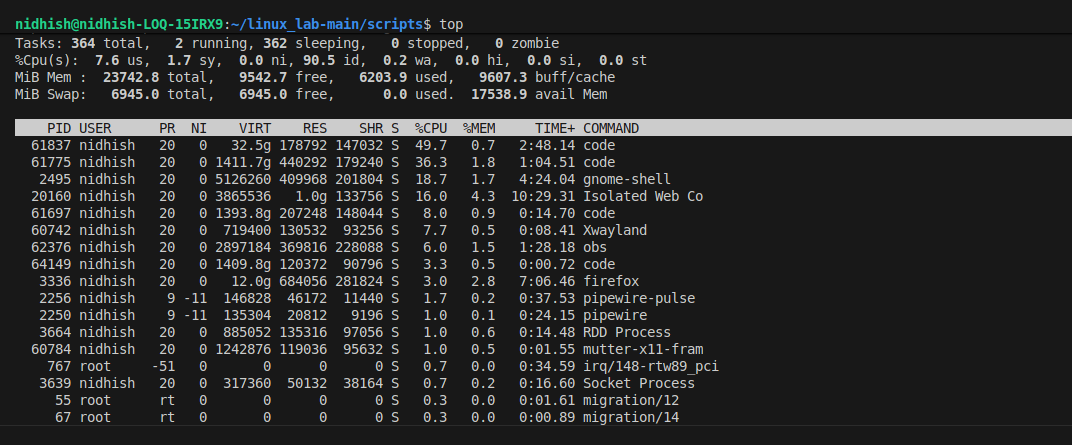 nidhish@nidhish-LOQ-15IRX9:~/linux_lab-main/scripts$ top
Tasks: 364 total,   2 running, 362 sleeping,   0 stopped,   0 zombie
%Cpu(s):  7.6 us,  1.7 sy,  0.0 ni, 90.5 id,  0.2 wa,  0.0 hi,  0.0 si,  0.0 st
MiB Mem :  23742.8 total,   9542.7 free,   6203.9 used,   9607.3 buff/cache
MiB Swap:   6945.0 total,   6945.0 free,      0.0 used.  17538.9 avail Mem
PID USER      PR  NI    VIRT    RES    SHR S  %CPU  %MEM     TIME+ COMMAND
61837 nidhish   20   0   32.5g 178792 147032 S  49.7   0.7   2:48.14 code
61775 nidhish   20   0 1411.7g 440292 179240 S  36.3   1.8   1:04.51 code
2495 nidhish   20   0 5126260 409968 201804 S  18.7   1.7   4:24.04 gnome-shell
20160 nidhish   20   0 3865536   1.0g 133756 S  16.0   4.3  10:29.31 Isolated Web Co
61697 nidhish   20   0 1393.8g 207248 148044 S   8.0   0.9   0:14.70 code
60742 nidhish   20   0  719400 130532  93256 S   7.7   0.5   0:08.41 Xwayland
62376 nidhish   20   0 2897184 369816 228088 S   6.0   1.5   1:28.18 obs
64149 nidhish   20   0 1409.8g 120372  90796 S   3.3   0.5   0:00.72 code
3336 nidhish   20   0   12.0g 684056 281824 S   3.0   2.8   7:06.46 firefox
2256 nidhish    9 -11  146828  46172  11440 S   1.7   0.2   0:37.53 pipewire-pulse
2250 nidhish    9 -11  135304  20812   9196 S   1.0   0.1   0:24.15 pipewire
3664 nidhish   20   0  885052 135316  97056 S   1.0   0.6   0:14.48 RDD Process
60784 nidhish   20   0 1242876 119036  95632 S   1.0   0.5   0:01.55 mutter-x11-fram
767 root     -51   0       0      0      0 S   0.7   0.0   0:34.59 irq/148-rtw89_pci
3639 nidhish   20   0  317360  50132  38164 S   0.7   0.2   0:16.60 Socket Process
55 root      rt   0       0      0      0 S   0.3   0.0   0:01.61 migration/12
67 root      rt   0       0      0      0 S   0.3   0.0   0:00.89 migration/14